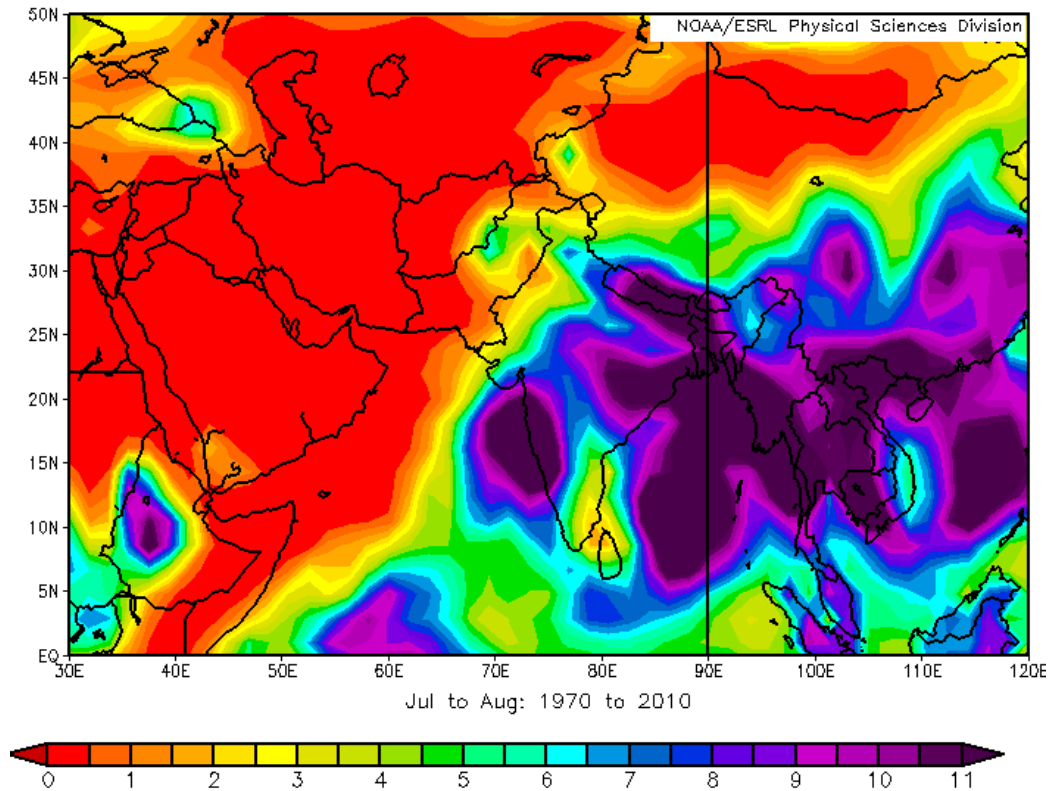 50N
NOAA/ESRL Physical Sciences Division
45N
40N
35N
30N
25N
20N
15N
10N
5N
EQ
30E 40E 50E 60E 70E 80E 90E 100E 110E 120E
Jul to Aug: 1970 to 2010
0 1 2 3 4 5 6 7 8 9 10 11